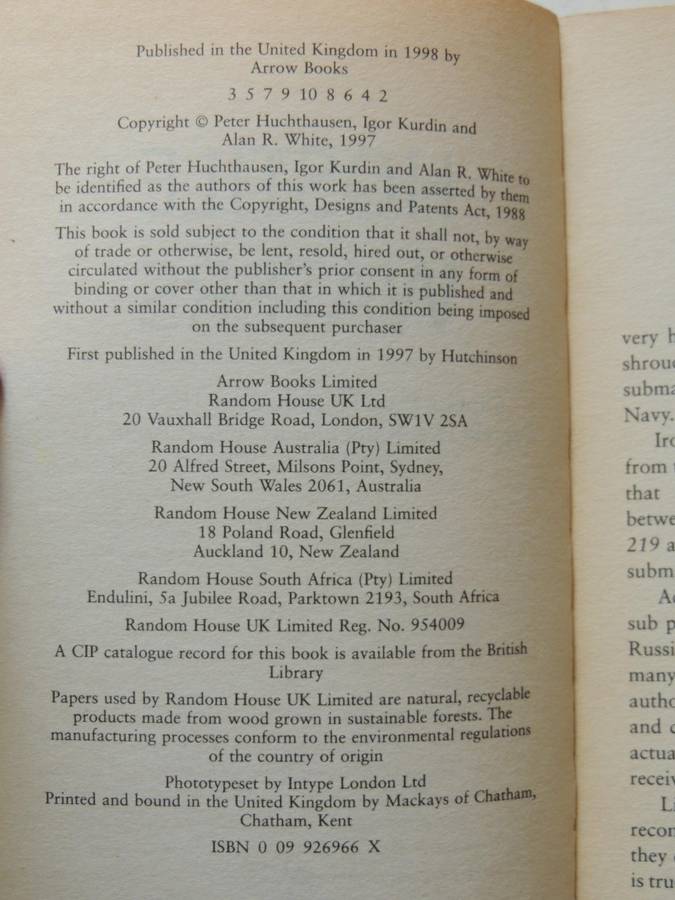 Published in the United Kingdom in 1998 by
Arrow Books
3 5 7 9 10 8 6 4 2
Copyright © Peter Huchthausen, Igor Kurdin and
Alan R. White, 1997
The right of Peter Huchthausen, Igor Kurdin and Alan R. White to
be identified as the authors of this work has been asserted by them
in accordance with the Copyright, Designs and Patents Act, 1988
This book is sold subject to the condition that it shall not, by way
of trade or otherwise, be lent, resold, hired out, or otherwise
circulated without the publisher's prior consent in any form of
binding or cover other than that in which it is published and
without a similar condition including this condition being imposed
on the subsequent purchaser
First published in the United Kingdom in 1997 by Hutchinson
Arrow Books Limited
Random House UK Ltd
20 Vauxhall Bridge Road, London, SW1V 2SA
Random House Australia (Pty) Limited
20 Alfred Street, Milsons Point, Sydney,
New South Wales 2061, Australia
Random House New Zealand Limited
18 Poland Road, Glenfield
Auckland 10, New Zealand
Random House South Africa (Pty) Limited
Endulini, 5a Jubilee Road, Parktown 2193, South Africa
Random House UK Limited Reg. No. 954009
A CIP catalogue record for this book is available from the British
Library
Papers used by Random House UK Limited are natural, recyclable
products made from wood grown in sustainable forests. The
manufacturing processes conform to the environmental regulations
of the country of origin
Phototypeset by Intype London Ltd
Printed and bound in the United Kingdom by Mackays of Chatham,
Chatham, Kent
ISBN 0 09 926966 X
very
Navy.
from
that
219
sub
many
and
they
is